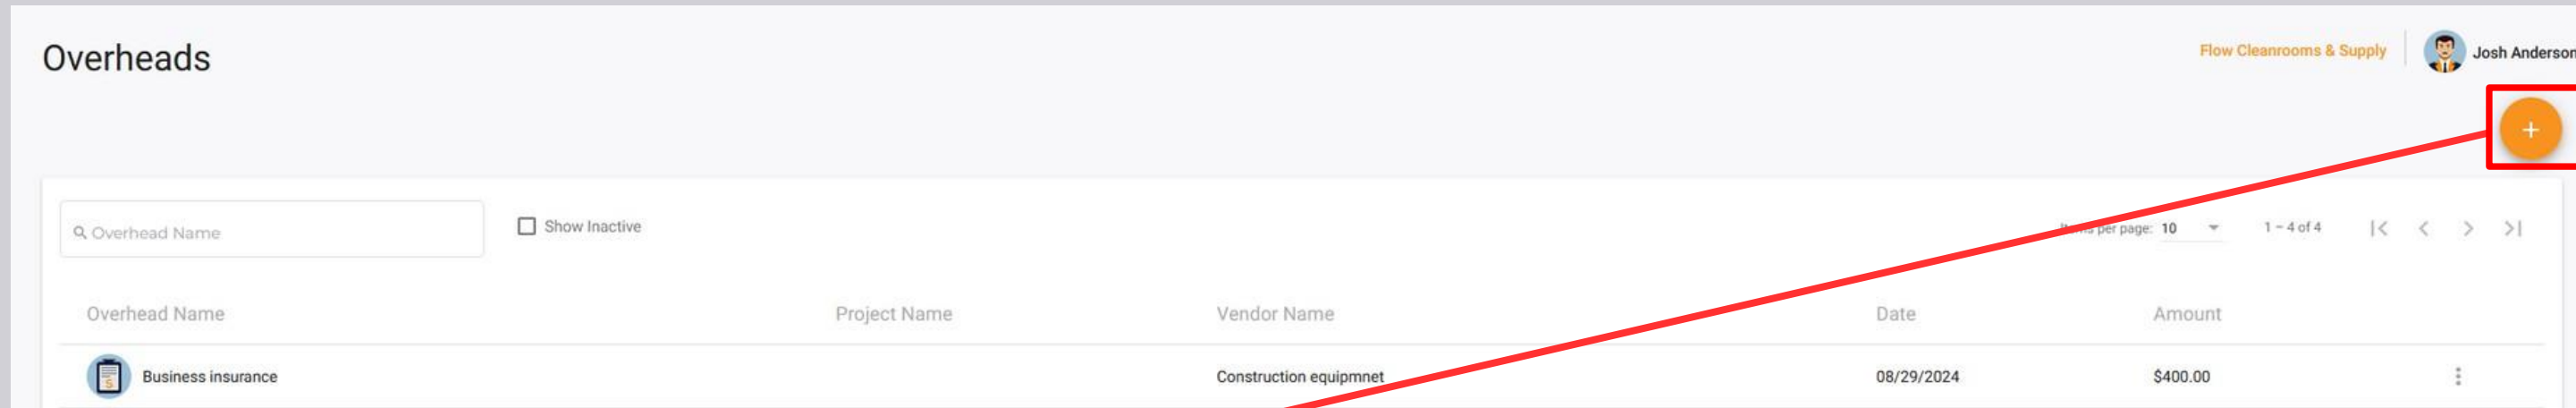 Overheads
Flow Cleanrooms & Supply
Josh Anderson
+
Overhead Name
Show Inactive
per page: 10
1 – 4 of 4
Overhead Name Project Name Vendor Name Date Amount
Business insurance Construction equipmnet 08/29/2024 $400.00